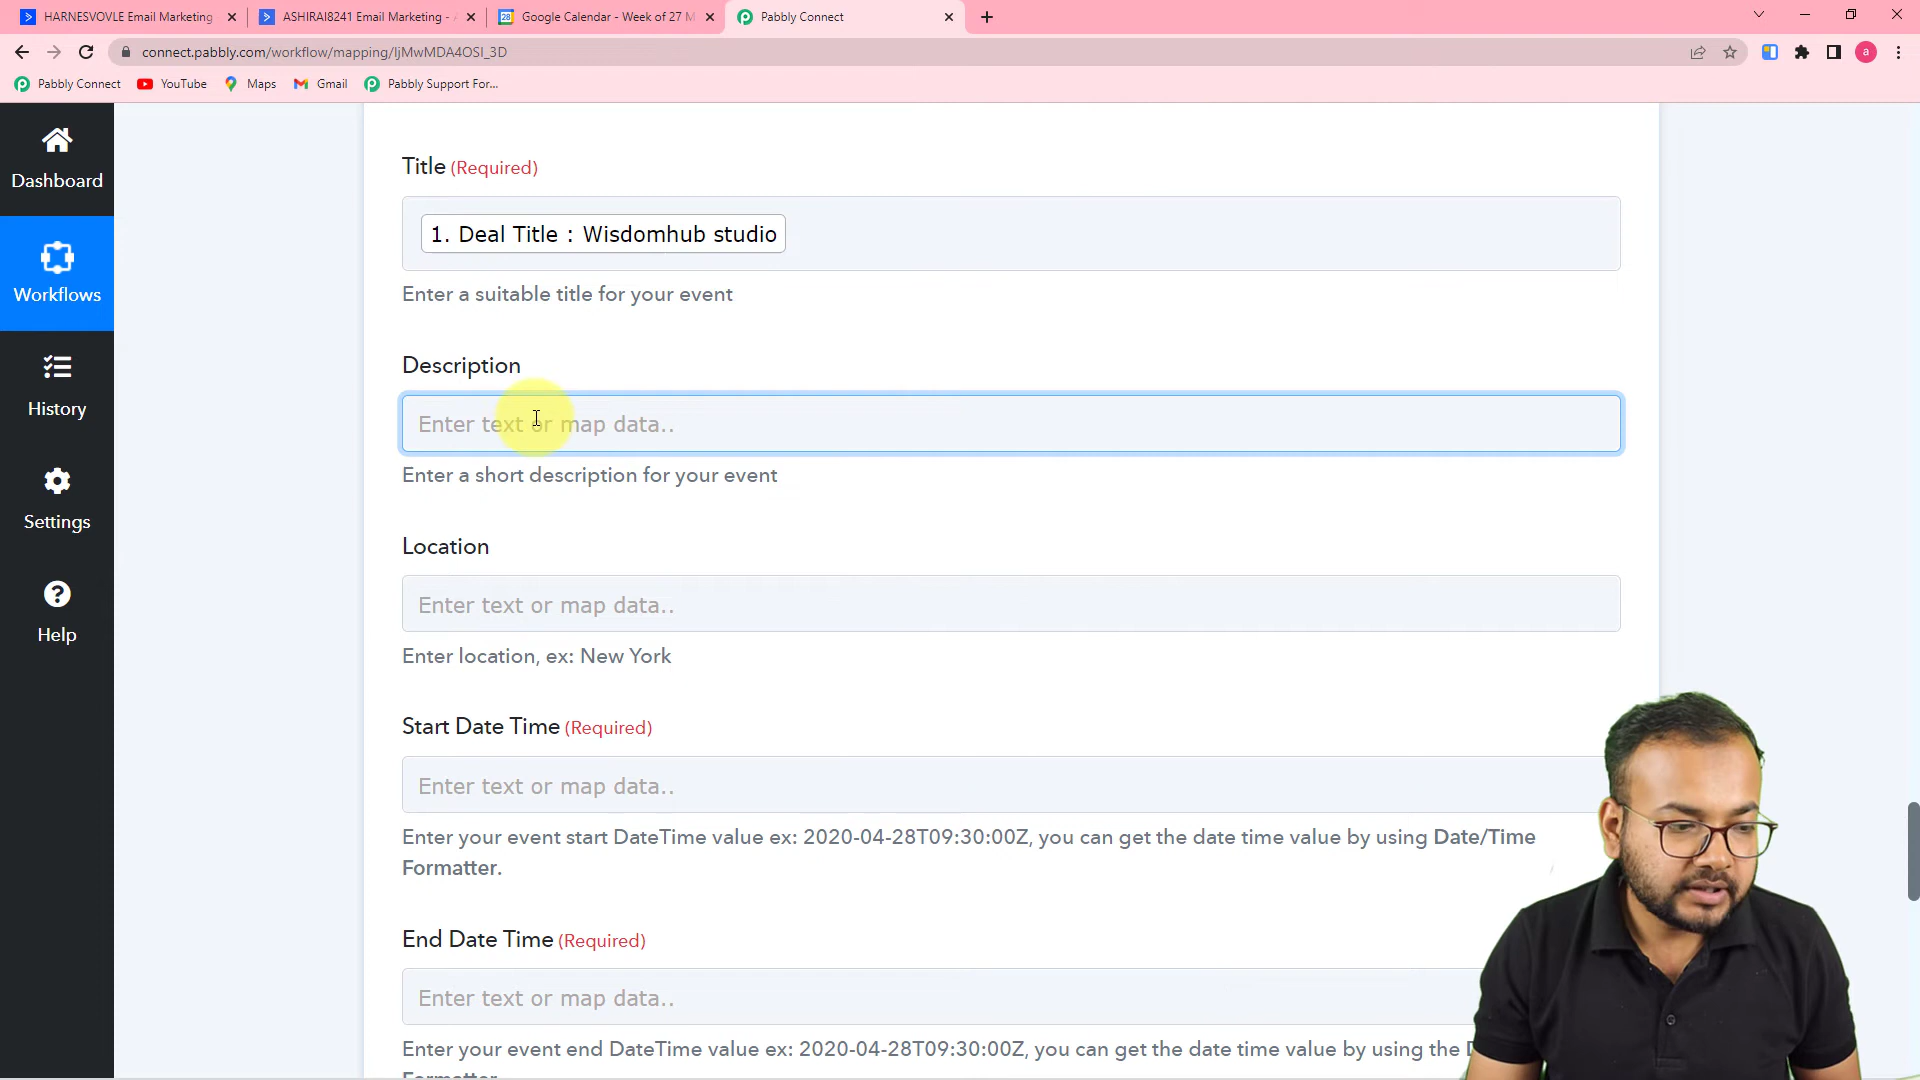 HARNESVOVLE Email Marketing
ASHIRAI8241 Email Marketing - A
28 Google Calendar - Week of 27 M
Pabbly Connect
connect.pabbly.com/workflow/mapping/IjMwMDA4OSI_3D
a
Pabbly Connect
YouTube
Maps
Gmail
Pabbly Support For...
Dashboard
Workflows
History
Settings
Help
Title (Required)
1. Deal Title : Wisdomhub studio
Enter a suitable title for your event
Description
Enter text or map data..
Enter a short description for your event
Location
Enter text or map data..
Enter location, ex: New York
Start Date Time (Required)
Enter text or map data..
Enter your event start DateTime value ex: 2020-04-28T09:30:00Z, you can get the date time value by using Date/Time
Formatter.
End Date Time (Required)
Enter text or map data..
Enter your event end DateTime value ex: 2020-04-28T09:30:00Z, you can get the date time value by using the